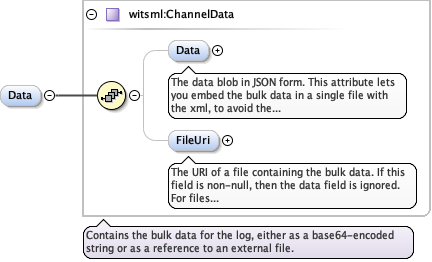 witsml:ChannelData
Data
Data
The data blob in JSON form. This attribute lets
you embed the bulk data in a single file with
the xml, to avoid the...
FileUri
The URI of a file containing the bulk data. If this
field is non-null, then the data field is ignored.
For files...
Contains the bulk data for the log, either as a base64-encoded
string or as a reference to an external file.